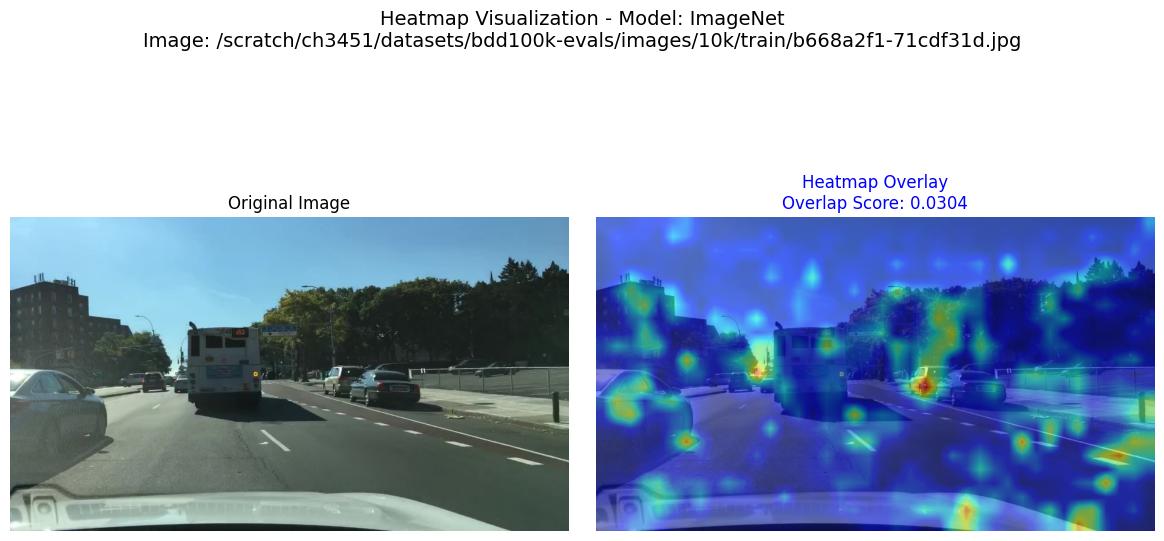 Heatmap Visualization - Model: ImageNet
Image: /scratch/ch3451/datasets/bdd100k-evals/images/10k/train/b668a2f1-71cdf31d.jpg
Original Image
Heatmap Overlay
Overlap Score: 0.0304